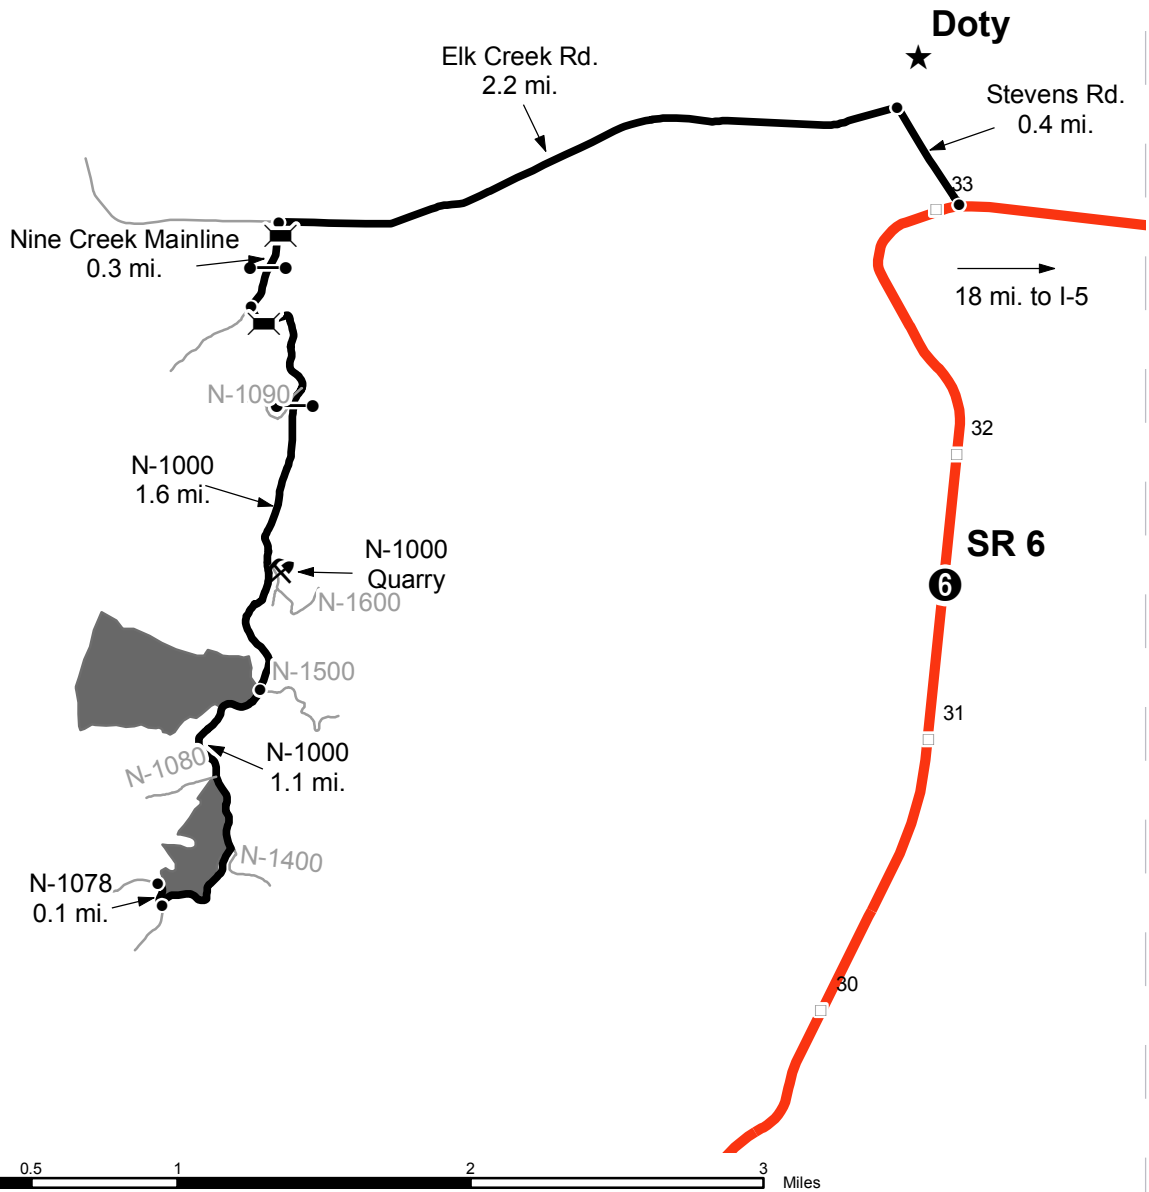 Doty
Elk Creek Rd.
2.2 mi.
Stevens Rd.
0.4 mi.
33
Nine Creek Mainline
0.3 mi.
18 mi. to I-5
N-1090
32
N-1000
1.6 mi.
SR 6
N-1000
Quarry
6
N-1600
N-1500
31
N-1000
1.1 mi.
N-1080
N-1400
N-1078
0.1 mi.
30
0.5 1 2 3 Miles